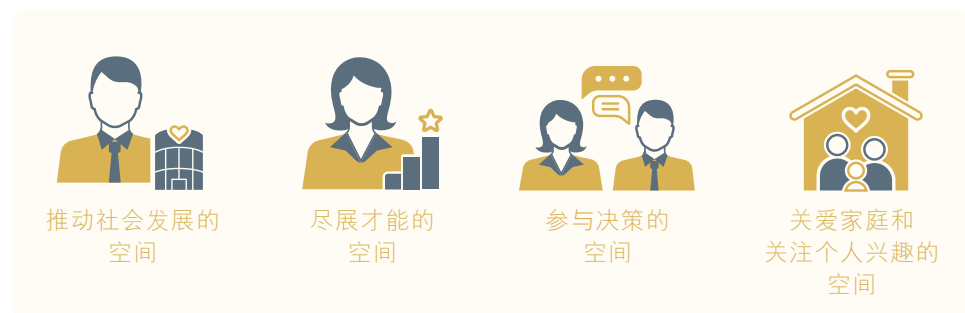 推动社会发展的
空间
尽展才能的
空间
参与决策的
空间
关爱家庭和
关注个人兴趣的
空间